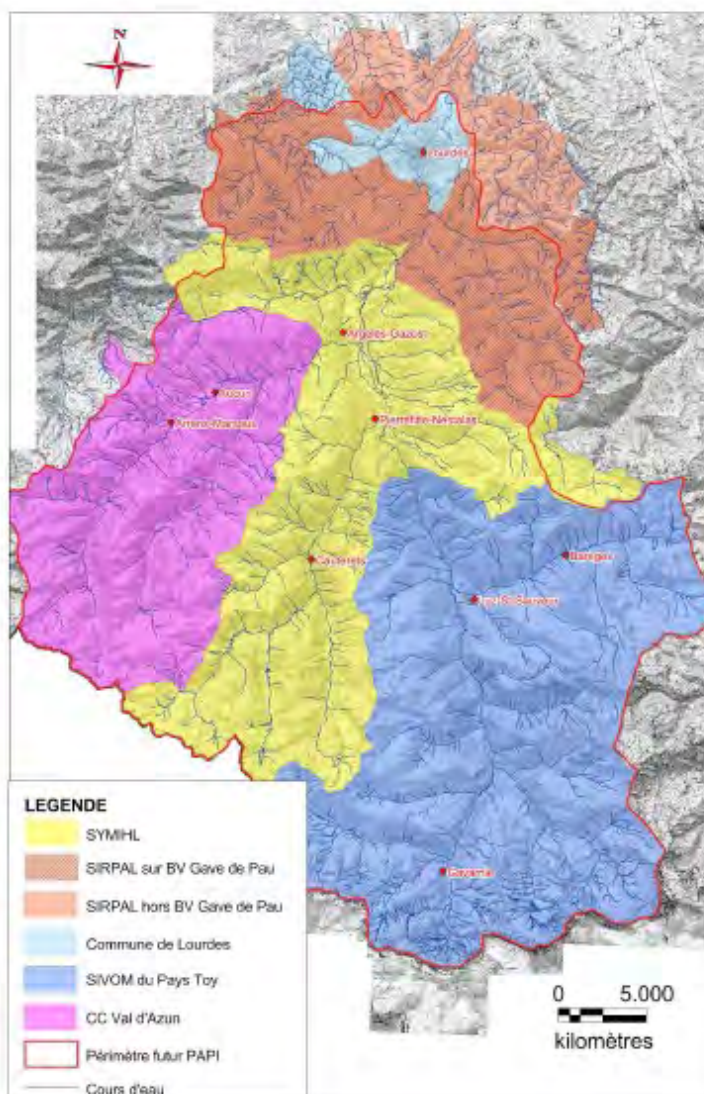 N
Lourdes
Argelès-Gazost
Aucun
Pierrefitte-Nestalas
Cauterets
Barèges
Luz-St-Sauveur
Gavarnie
LEGENDE
SYMIHL
SIRPAL sur BV Gave de Pau
SIRPAL hors BV Gave de Pau
Commune de Lourdes
SIVOM du Pays Toy
CC Val d'Azun
Périmètre futur PAPI
Cours d'eau
0 5.000
kilomètres